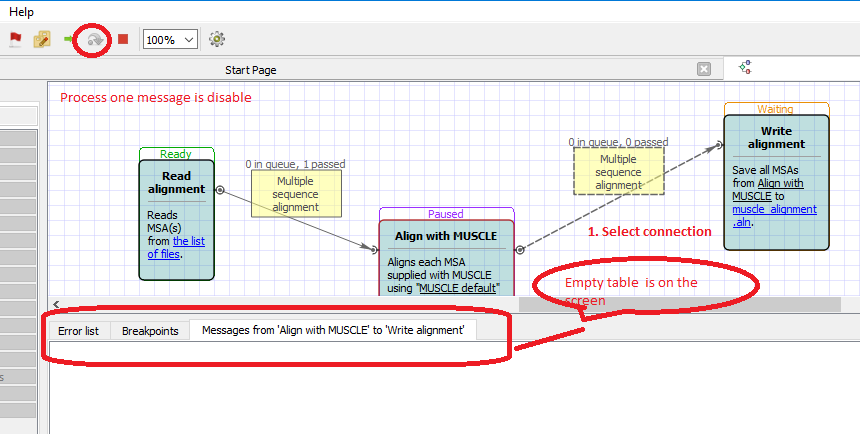 Help
100%
Start Page
Process one message is disable
Waiting
Write
alignment
Save all MSAs
from Align with
MUSCLE to
muscle_alignment
.aln.
0 in queue, 0 passed
Multiple
sequence
alignment
Ready
Read
alignment
Reads
MSA(s)
from the list
of files.
0 in queue, 1 passed
Multiple
sequence
alignment
Paused
Align with MUSCLE
Aligns each MSA
supplied with MUSCLE
using "MUSCLE default"
1. Select connection
Empty table is on the
screen
Error list
Breakpoints
Messages from 'Align with MUSCLE' to 'Write alignment'
s